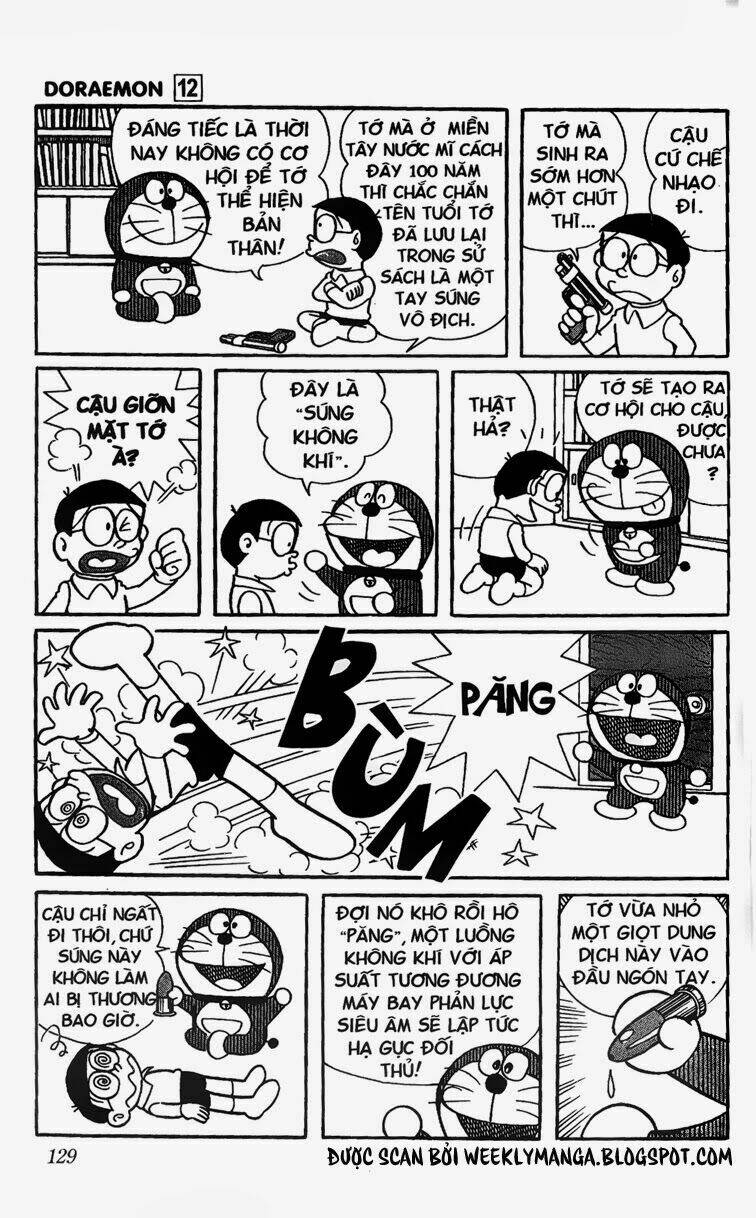 DORAEMON 12
CẬU
CỨ CHẾ
NHẠO
ĐI.
TỚ MÀ
SINH RA
SỚM HƠN
MỘT CHÚT
THÌ...
TỚ MÀ Ở MIỀN
TÂY NƯỚC MĨ CÁCH
ĐÂY 100 NĂM
THÌ CHẮC CHẮN
TÊN TUỔI TỚ
ĐÃ LƯU LẠI
TRONG SỬ
SÁCH LÀ MỘT
TAY SÚNG
VÔ ĐỊCH.
ĐÁNG TIẾC LÀ THỜI
NAY KHÔNG CÓ CƠ
HỘI ĐỂ TỚ
THỂ HIỆN
BẢN
THÂN!
TỚ SẼ TẠO RA
CƠ HỘI CHO CẬU,
ĐƯỢC
CHƯA
?
THẬT
HẢ?
ĐÂY LÀ
“SÚNG
KHÔNG
KHÍ”.
CẬU GIỠN
MẶT TỚ
À?
PĂNG
BÙM
TỚ VỪA NHỎ
MỘT GIỌT DUNG
DỊCH NÀY VÀO
ĐẦU NGÓN TAY.
ĐỢI NÓ KHÔ RỒI HÔ
“PĂNG”, MỘT LUỒNG
KHÔNG KHÍ VỚI ÁP
SUẤT TƯƠNG ĐƯƠNG
MÁY BAY PHẢN LỰC
SIÊU ÂM SẼ LẬP TỨC
HẠ GỤC ĐỐI
THỦ!
CẬU CHỈ NGẤT
ĐI THÔI, CHỨ
SÚNG NÀY
KHÔNG LÀM
AI BỊ THƯƠNG
BAO GIỜ.
129
ĐƯỢC SCAN BỞI WEEKLYMANGA.BLOGSPOT.COM